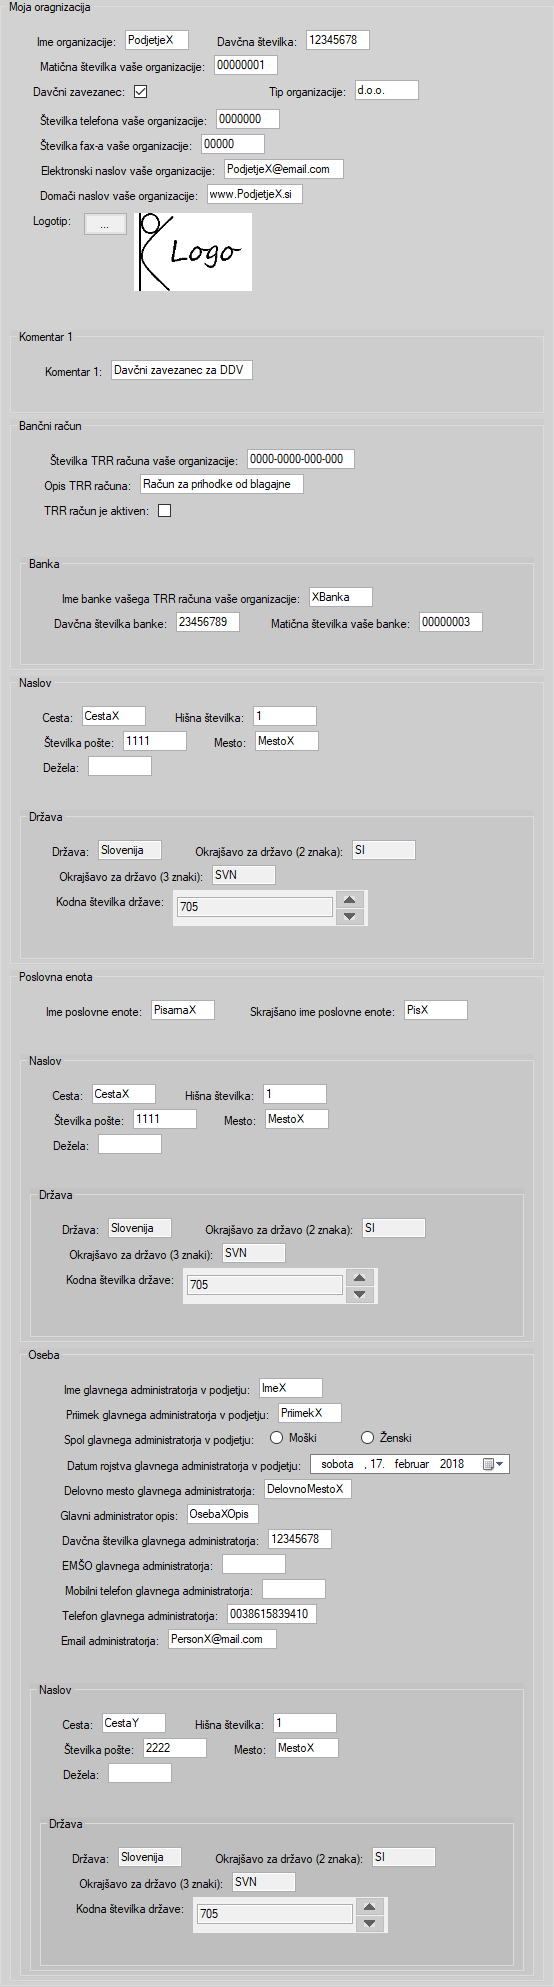 Moja oragnizacija
Ime organizacije: PodjetjeX Davčna številka: 12345678
Matična številka vaše organizacije: 00000001
Davčni zavezanec: Tip organizacije: d.o.o.
Številka telefona vaše organizacije: 0000000
Številka fax-a vaše organizacije: 00000
Elektronski naslov vaše organizacije: PodjetjeX@email.com
Domači naslov vaše organizacije: www.PodjetjeX.si
Logotip: ... Logo
Komentar 1
Komentar 1: Davčni zavezanec za DDV
Bančni račun
Številka TRR računa vaše organizacije: 0000-0000-000-000
Opis TRR računa: Račun za prihodke od blagajne
TRR račun je aktiven:
Banka
Ime banke vašega TRR računa vaše organizacije: XBanka
Davčna številka banke: 23456789 Matična številka vaše banke: 00000003
Naslov
Cesta: CestaX Hišna številka: 1
Številka pošte: 1111 Mesto: MestoX
Dežela:
Država
Država: Slovenija Okrajšavo za državo (2 znaka): SI
Okrajšavo za državo (3 znaki): SVN
Kodna številka države: 705
Poslovna enota
Ime poslovne enote: PisarnaX Skrajšano ime poslovne enote: PisX
Naslov
Cesta: CestaX Hišna številka: 1
Številka pošte: 1111 Mesto: MestoX
Dežela:
Država
Država: Slovenija Okrajšavo za državo (2 znaka): SI
Okrajšavo za državo (3 znaki): SVN
Kodna številka države: 705
Oseba
Ime glavnega administratorja v podjetju: ImeX
Priimek glavnega administratorja v podjetju: PriimekX
Spol glavnega administratorja v podjetju: Moški Ženski
Datum rojstva glavnega administratorja v podjetju: sobota , 17. februar 2018
Delovno mesto glavnega administratorja: DelovnoMestoX
Glavni administrator opis: OsebaXOpis
Davčna številka glavnega administratorja: 12345678
EMŠO glavnega administratorja:
Mobilni telefon glavnega administratorja:
Telefon glavnega administratorja: 0038615839410
Email administratorja: PersonX@mail.com
Naslov
Cesta: CestaY Hišna številka: 1
Številka pošte: 2222 Mesto: MestoX
Dežela:
Država
Država: Slovenija Okrajšavo za državo (2 znaka): SI
Okrajšavo za državo (3 znaki): SVN
Kodna številka države: 705